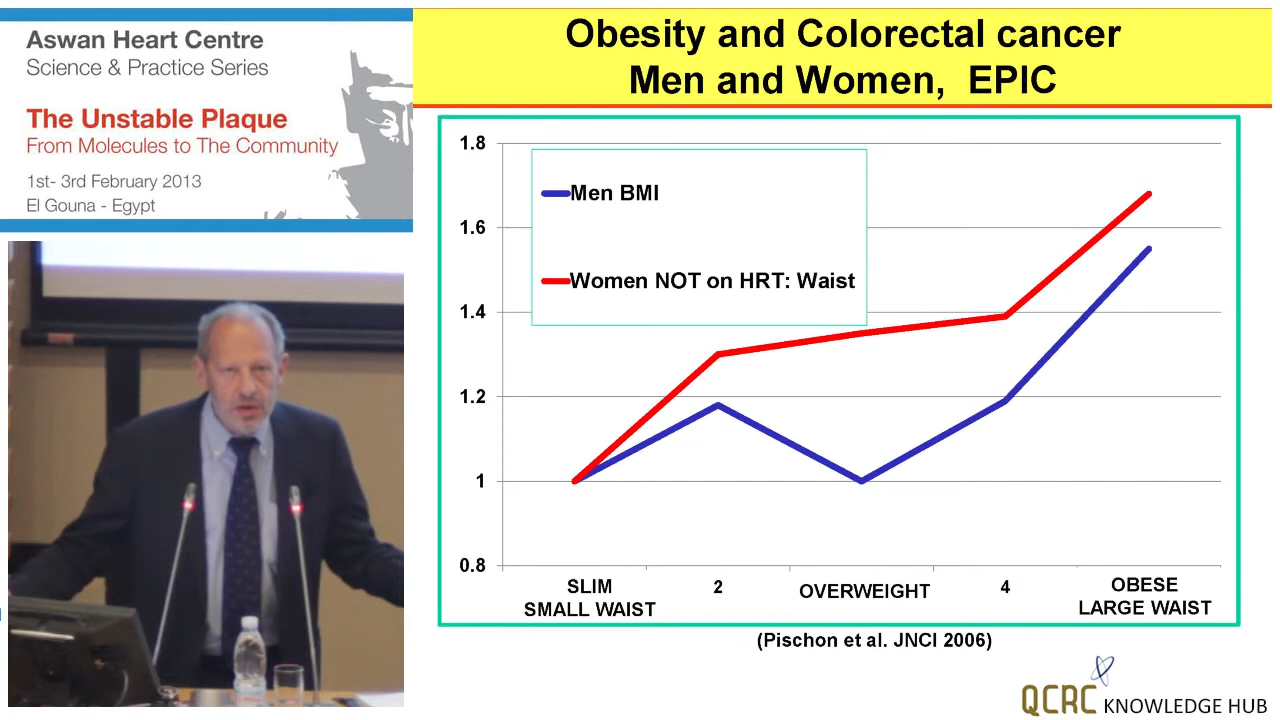 Aswan Heart Centre
Science & Practice Series
The Unstable Plaque
From Molecules to The Community
1st- 3rd February 2013
El Gouna - Egypt
Obesity and Colorectal cancer
Men and Women, EPIC
1.8
1.6
1.4
1.2
1
0.8
Men BMI
Women NOT on HRT: Waist
SLIM
SMALL WAIST
2
OVERWEIGHT
4
OBESE
LARGE WAIST
(Pischon et al. JNCI 2006)
QCRC KNOWLEDGE HUB